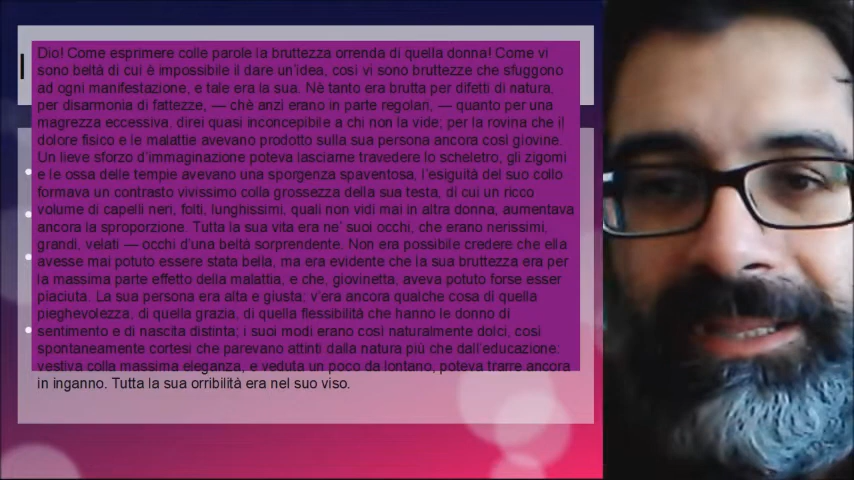 Dio! Come esprimere colle parole la bruttezza orrenda di quella donna! Come vi
sono beltà di cui è impossibile il dare un'idea, così vi sono bruttezze che sfuggono
ad ogni manifestazione, e tale era la sua. Nè tanto era brutta per difetti di natura,
per disarmonia di fattezze, — chè anzi erano in parte regolari, — quanto per una
magrezza eccessiva, direi quasi inconcepibile a chi non la vide; per la rovina che il
dolore fisico e le malattie avevano prodotto sulla sua persona ancora così giovine.
Un lieve sforzo d'immaginazione poteva lasciarne travedere lo scheletro, gli zigomi
e le ossa delle tempie avevano una sporgenza spaventosa, l'esiguità del suo collo
formava un contrasto vivissimo colla grossezza della sua testa, di cui un ricco
volume di capelli neri, folti, lunghissimi, quali non vidi mai in altra donna, aumentava
ancora la sproporzione. Tutta la sua vita era ne' suoi occhi, che erano nerissimi,
grandi, velati — occhi d'una beltà sorprendente. Non era possibile credere che ella
avesse mai potuto essere stata bella, ma era evidente che la sua bruttezza era per
la massima parte effetto della malattia, e che, giovinetta, aveva potuto forse esser
piaciuta. La sua persona era alta e giusta; v'era ancora qualche cosa di quella
pieghevolezza, di quella grazia, di quella flessibilità che hanno le donne di
sentimento e di nascita distinta; i suoi modi erano così naturalmente dolci, così
spontaneamente cortesi che parevano attinti dalla natura più che dall'educazione:
vestiva colla massima eleganza, e veduta un poco da lontano, poteva trarre ancora
in inganno. Tutta la sua orribilità era nel suo viso.